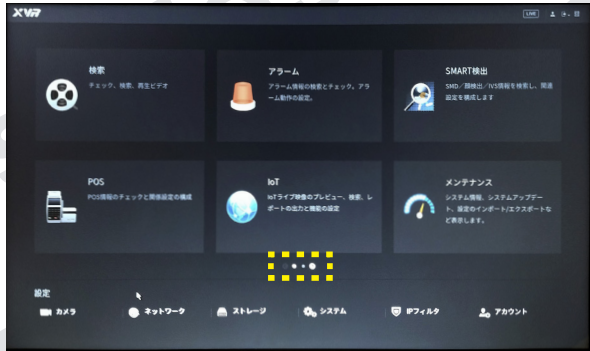 XVR
LIVE
検索
チェック、検索、再生ビデオ
アラーム
アラーム情報の検索とチェック。アラ
ーム動作の設定。
SMART検出
SMD／顔検出／IVS情報を検索し、関連
設定を構成します
POS
POS情報のチェックと関係設定の構成
IoT
IoTライブ映像のプレビュー、検索、レ
ポートの出力と機能の設定
メンテナンス
システム情報、システムアップデー
ト、設定のインポート/エクスポートな
ど表示します。
設定
カメラ
ネットワーク
ストレージ
システム
IPフィルタ
アカウント